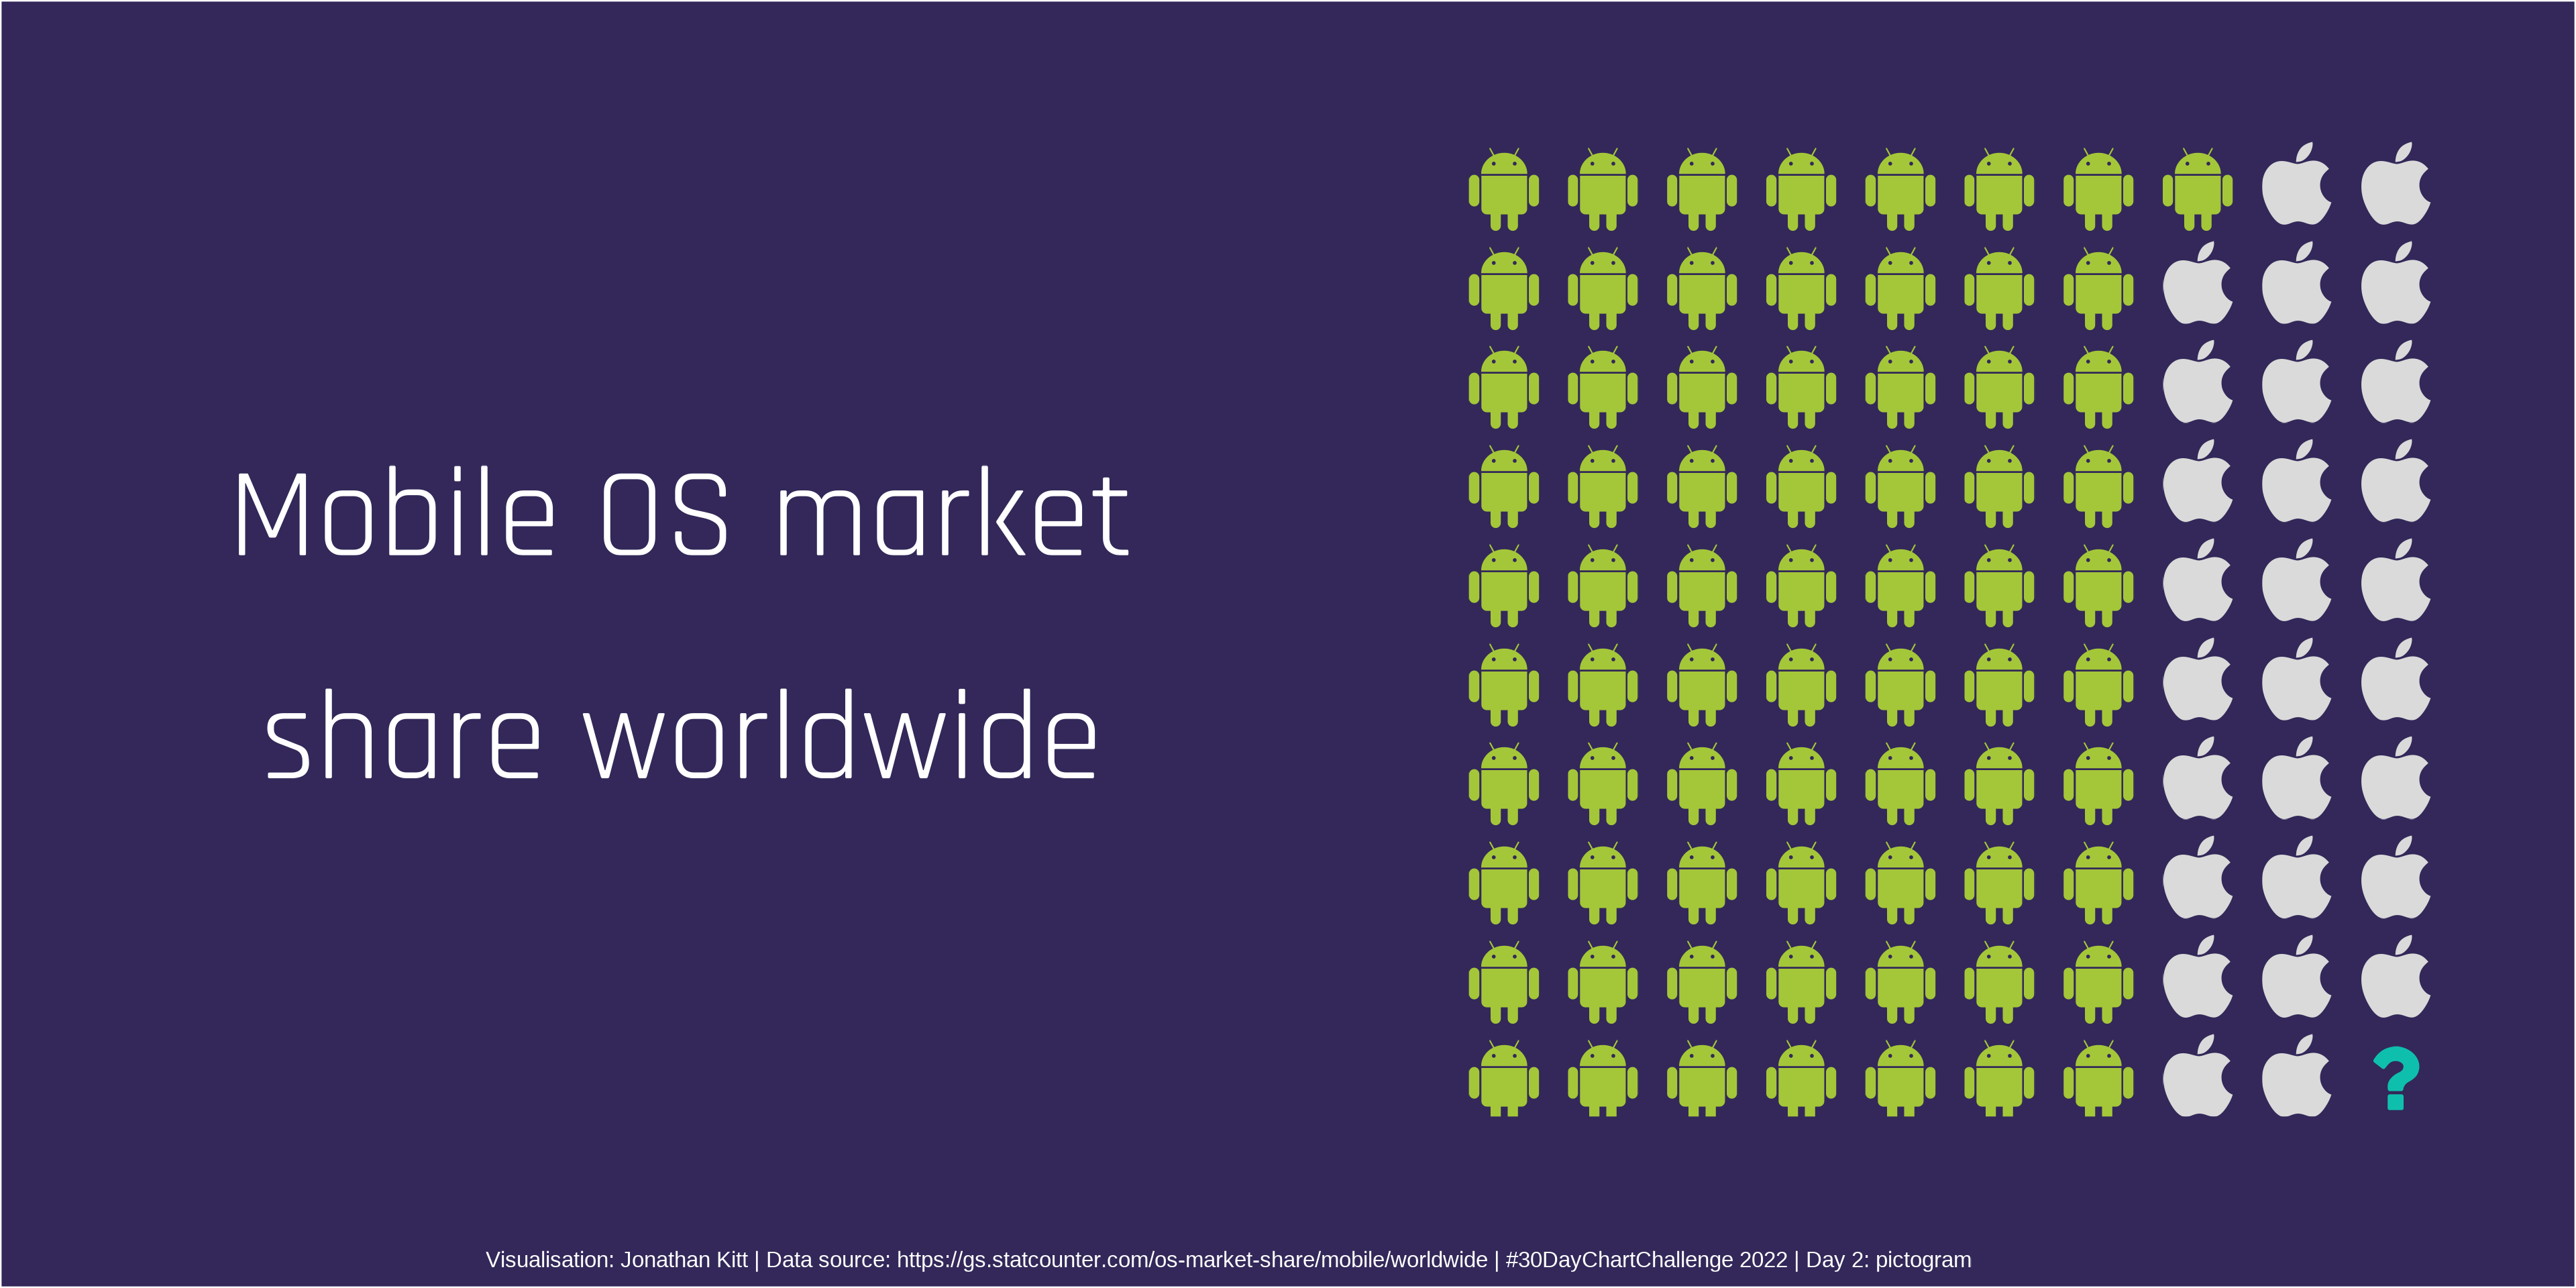 Mobile OS market
share worldwide
?
Visualisation: Jonathan Kitt | Data source: https://gs.statcounter.com/os-market-share/mobile/worldwide | #30DayChartChallenge 2022 | Day 2: pictogram